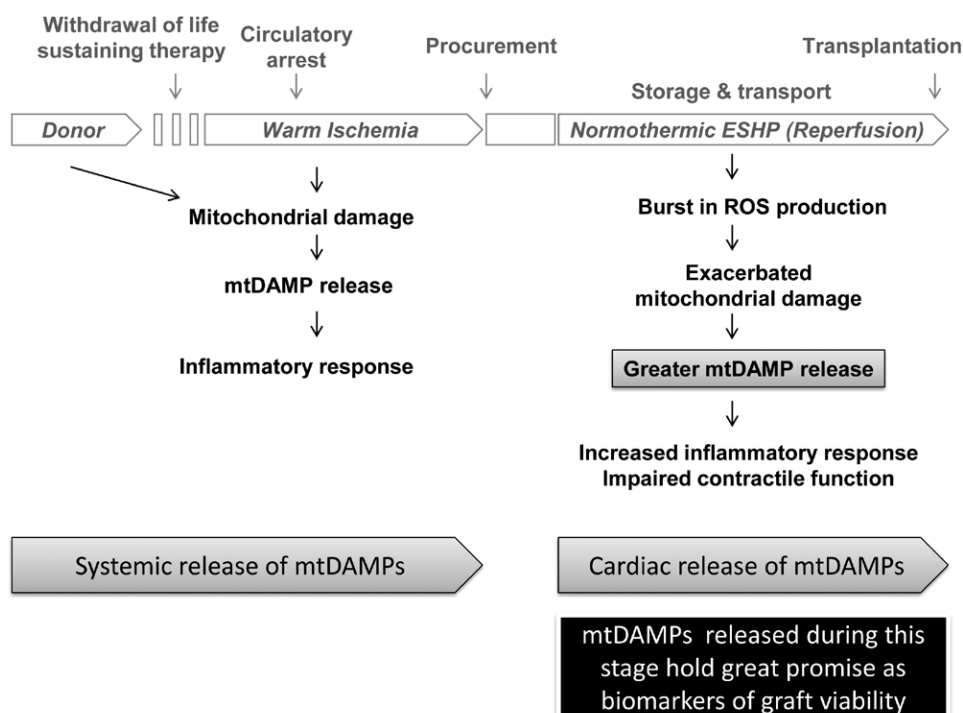 Withdrawal of life
sustaining therapy
Circulatory
arrest
Procurement
Transplantation
Storage & transport
Donor
Warm Ischemia
Normothermic ESHP (Reperfusion)
Mitochondrial damage
mtDAMP release
Inflammatory response
Burst in ROS production
Exacerbated
mitochondrial damage
Greater mtDAMP release
Increased inflammatory response
Impaired contractile function
Systemic release of mtDAMPs
Cardiac release of mtDAMPs
mtDAMPs released during this
stage hold great promise as
biomarkers of graft viability